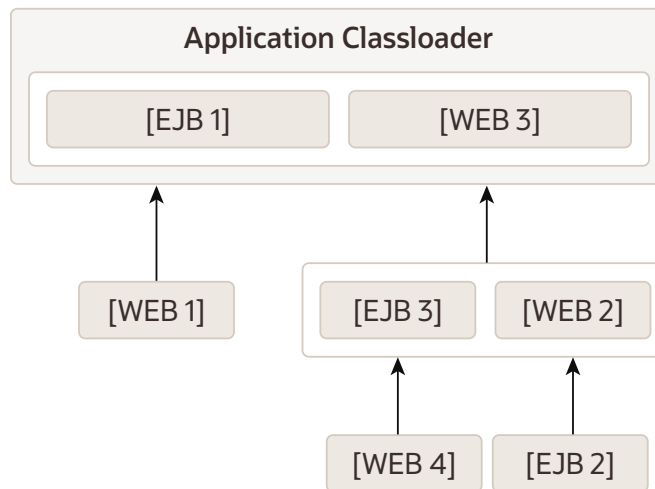 Application Classloader
[EJB 1] [WEB 3]
[WEB 1] [EJB 3] [WEB 2]
[WEB 4] [EJB 2]